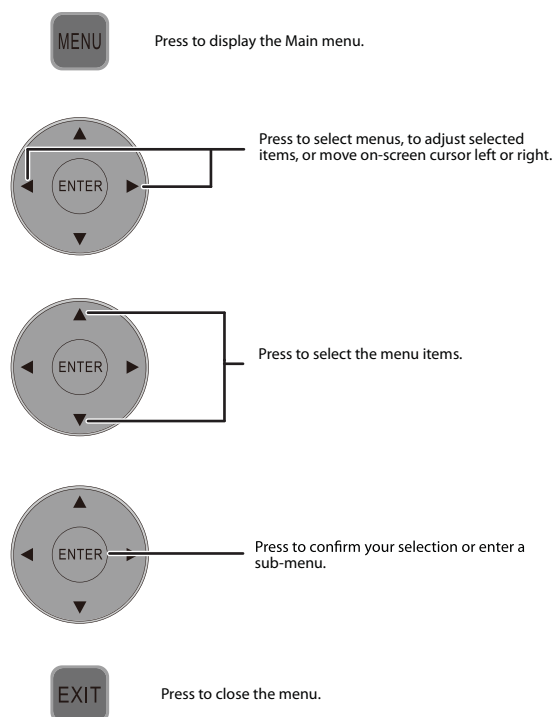 MENU
Press to display the Main menu.
ENTER
Press to select menus, to adjust selected
items, or move on-screen cursor left or right.
ENTER
Press to select the menu items.
ENTER
Press to confirm your selection or enter a
sub-menu.
EXIT
Press to close the menu.